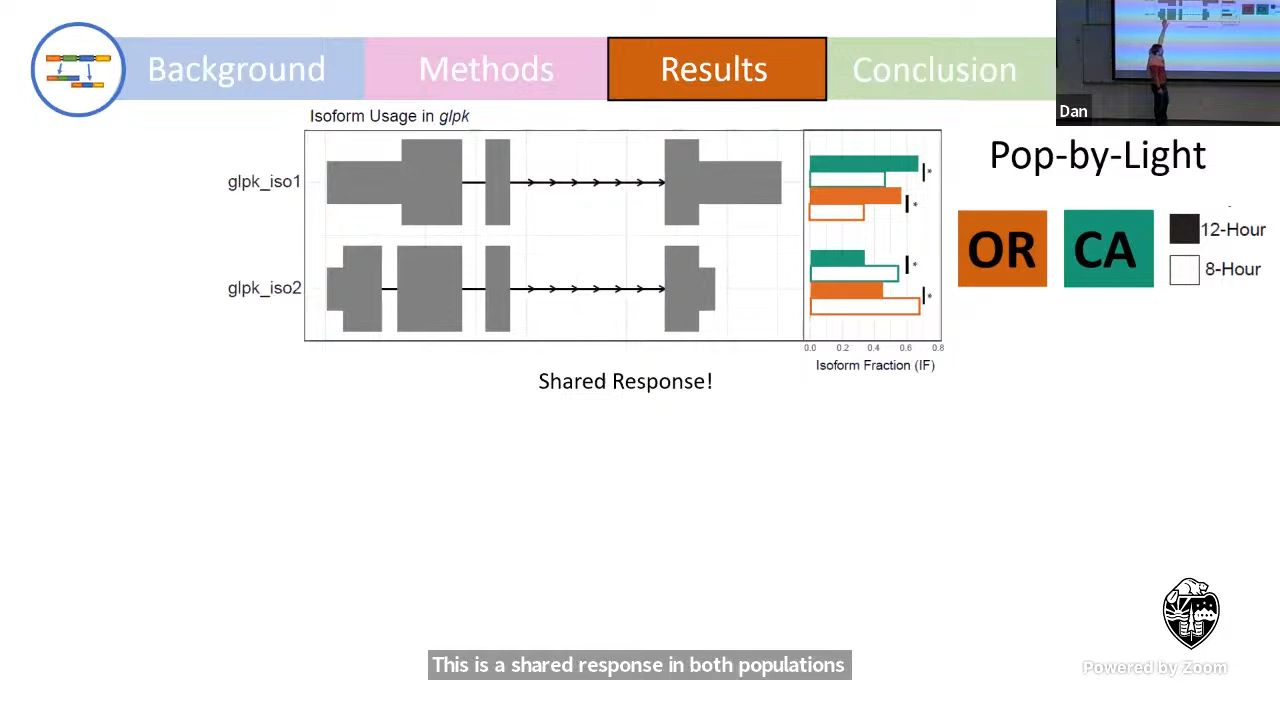 Background
Methods
Results
Conclusion
Dan
Isoform Usage in glpk
Pop-by-Light
glpk_iso1
*
*
OR
CA
12-Hour
8-Hour
glpk_iso2
*
*
0.0 0.2 0.4 0.6 0.8
Isoform Fraction (IF)
Shared Response!
This is a shared response in both populations
Powered by Zoom